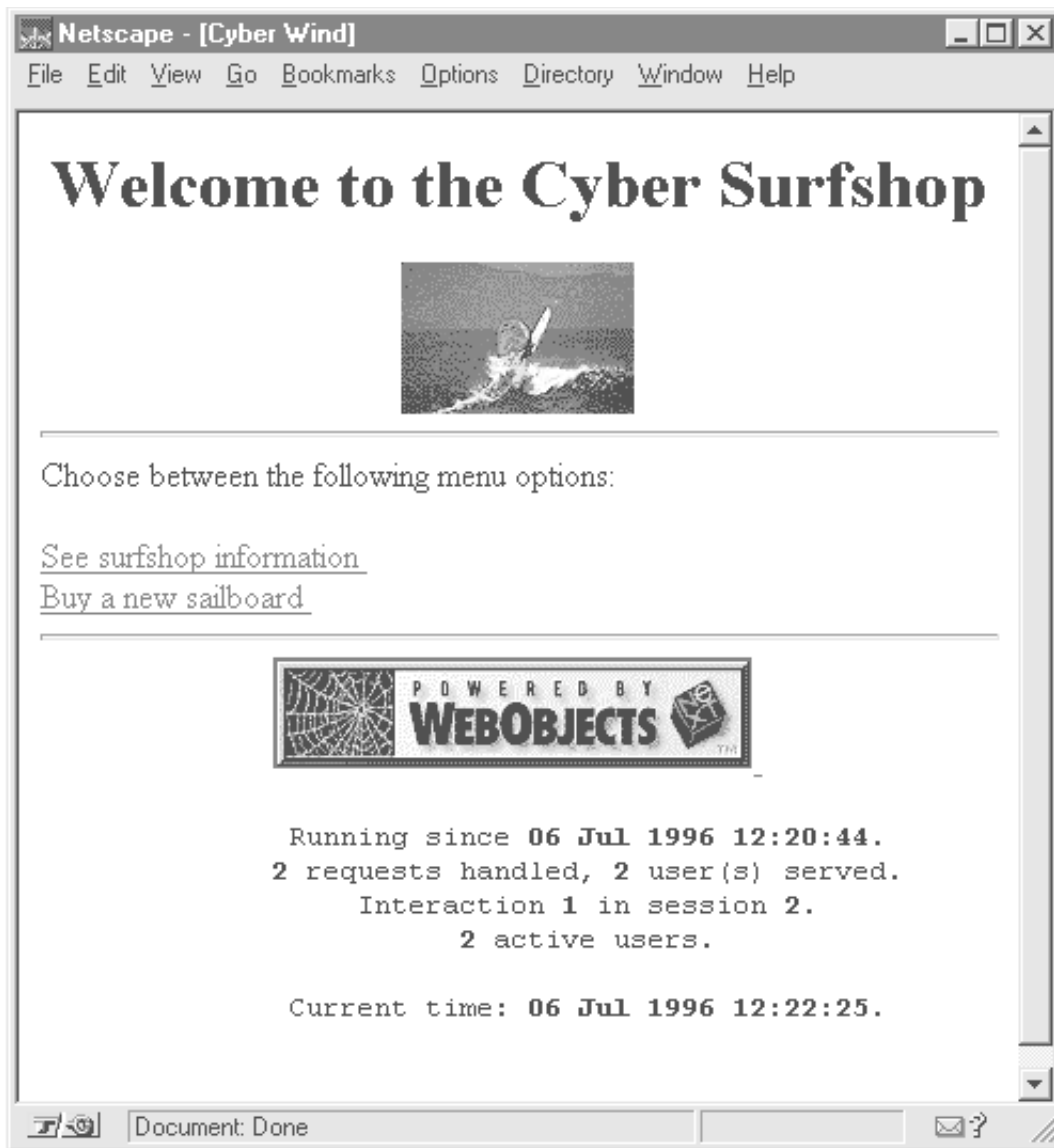 Netscape - [Cyber Wind]
File Edit View Go Bookmarks Options Directory Window Help
Welcome to the Cyber Surfshop
Choose between the following menu options:
See surfshop information
Buy a new sailboard
POWERED BY
WEBOBJECTS
TM
Running since 06 Jul 1996 12:20:44.
2 requests handled, 2 user(s) served.
Interaction 1 in session 2.
2 active users.
Current time: 06 Jul 1996 12:22:25.
Document: Done
?